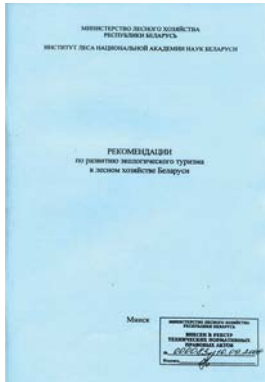 МИНИСТЕРСТВО ЛЕСНОГО ХОЗЯЙСТВА
РЕСПУБЛИКИ БЕЛАРУСЬ
ИНСТИТУТ ЛЕСА НАЦИОНАЛЬНОЙ АКАДЕМИИ НАУК БЕЛАРУСИ
РЕКОМЕНДАЦИИ
по развитию экологического туризма
в лесном хозяйстве Беларуси
Минск
МИНИСТЕРСТВО ЛЕСНОГО ХОЗЯЙСТВА
РЕСПУБЛИКИ БЕЛАРУСЬ
ВНЕСЕН В РЕЕСТР
ТЕХНИЧЕСКИХ НОРМАТИВНЫХ
ПРАВОВЫХ АКТОВ